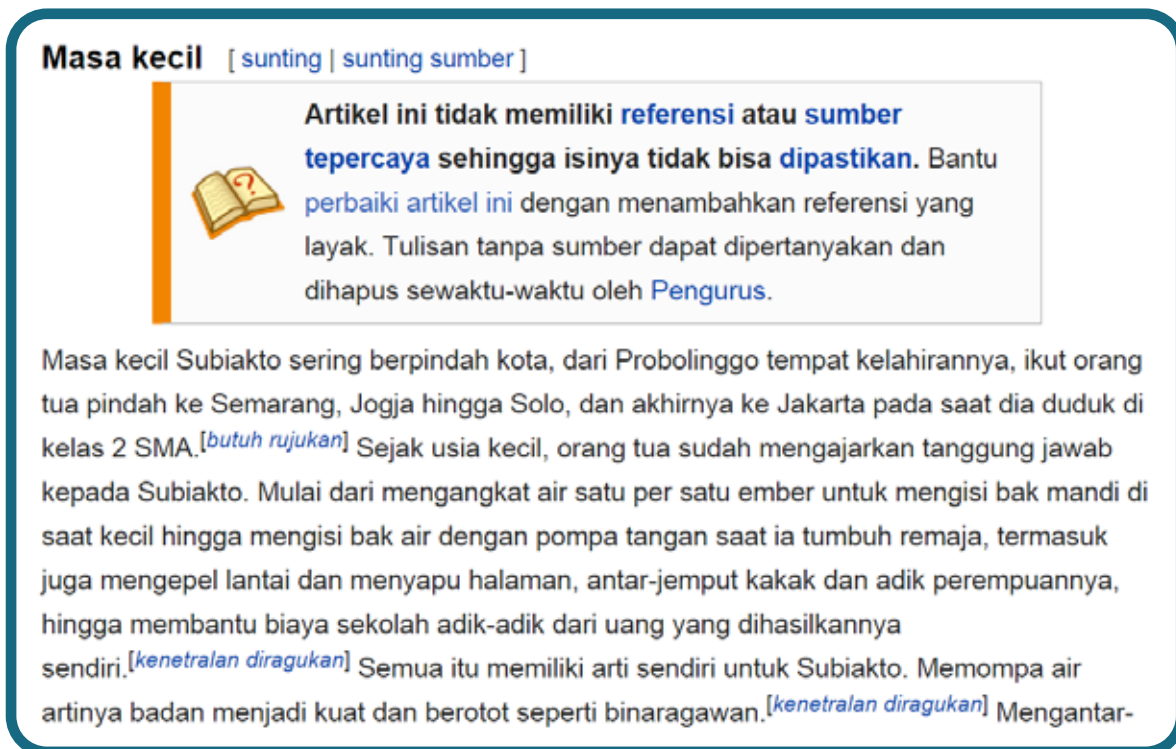 Masa kecil [ sunting | sunting sumber ]
Artikel ini tidak memiliki referensi atau sumber
tepercaya sehingga isinya tidak bisa dipastikan. Bantu
perbaiki artikel ini dengan menambahkan referensi yang
layak. Tulisan tanpa sumber dapat dipertanyakan dan
dihapus sewaktu-waktu oleh Pengurus.
Masa kecil Subiakto sering berpindah kota, dari Probolinggo tempat kelahirannya, ikut orang
tua pindah ke Semarang, Jogja hingga Solo, dan akhirnya ke Jakarta pada saat dia duduk di
kelas 2 SMA.[butuh rujukan] Sejak usia kecil, orang tua sudah mengajarkan tanggung jawab
kepada Subiakto. Mulai dari mengangkat air satu per satu ember untuk mengisi bak mandi di
saat kecil hingga mengisi bak air dengan pompa tangan saat ia tumbuh remaja, termasuk
juga mengepel lantai dan menyapu halaman, antar-jemput kakak dan adik perempuannya,
hingga membantu biaya sekolah adik-adik dari uang yang dihasilkannya
sendiri.[kenetralan diragukan] Semua itu memiliki arti sendiri untuk Subiakto. Memompa air
artinya badan menjadi kuat dan berotot seperti binaragawan.[kenetralan diragukan] Mengantar-